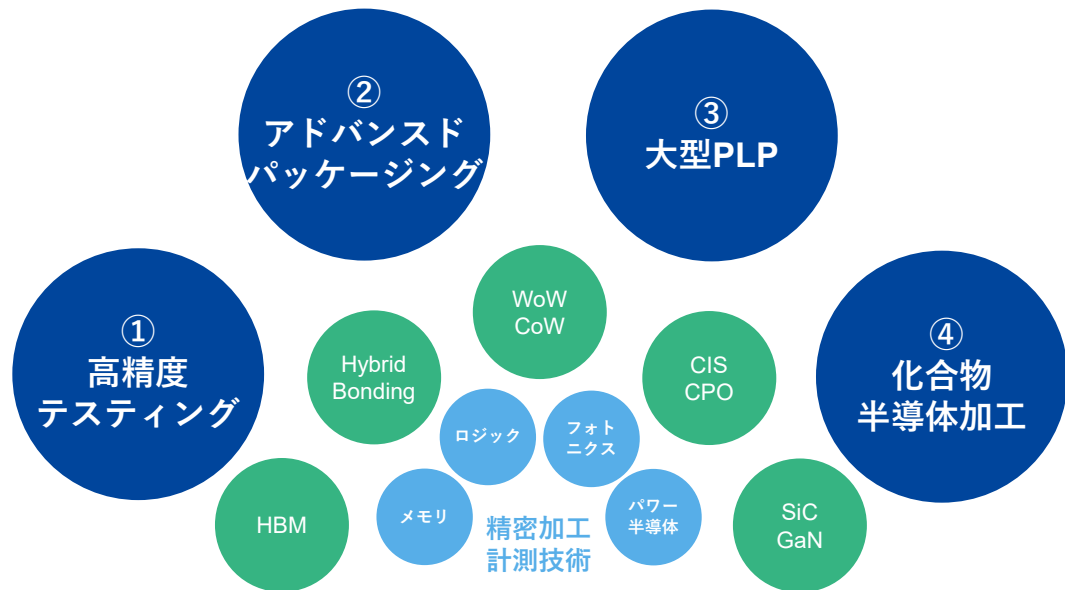 ①
高精度
テスティング
②
アドバンスド
パッケージング
③
大型PLP
④
化合物
半導体加工
HBM
Hybrid
Bonding
WoW
CoW
CIS
CPO
SiC
GaN
メモリ
ロジック
フォト
ニクス
パワー
半導体
精密加工
計測技術